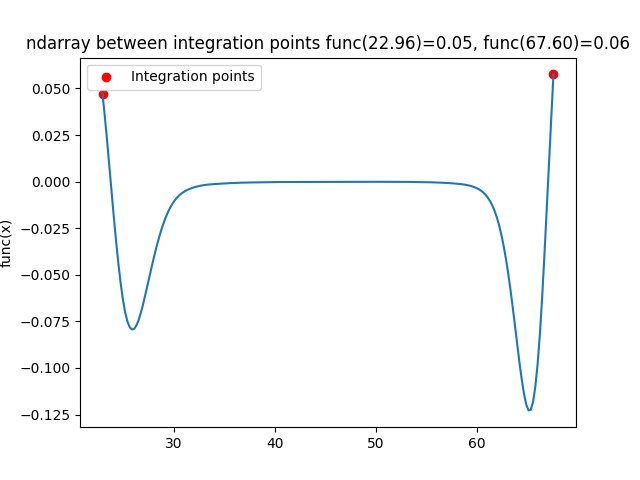 ndarray between integration points func(22.96)=0.05, func(67.60)=0.06
Integration points
func(x)
0.050
0.025
0.000
−0.025
−0.050
−0.075
−0.100
−0.125
30 40 50 60